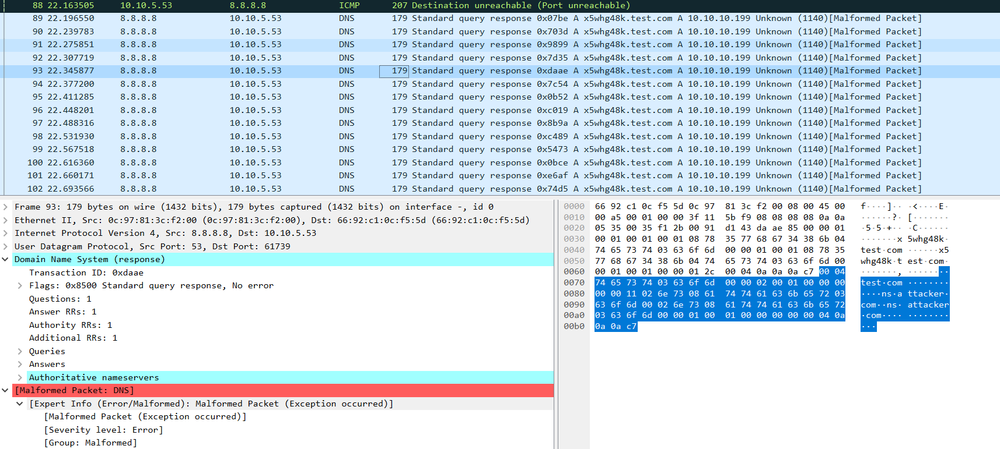 88 22.163505 10.10.5.53 8.8.8.8 ICMP 207 Destination unreachable (Port unreachable)
89 22.196550 8.8.8.8 10.10.5.53 DNS 179 Standard query response 0x07be A x5whg48k.test.com A 10.10.10.199 Unknown (1140)[Malformed Packet]
90 22.239783 8.8.8.8 10.10.5.53 DNS 179 Standard query response 0x703d A x5whg48k.test.com A 10.10.10.199 Unknown (1140)[Malformed Packet]
91 22.275851 8.8.8.8 10.10.5.53 DNS 179 Standard query response 0x9899 A x5whg48k.test.com A 10.10.10.199 Unknown (1140)[Malformed Packet]
92 22.307719 8.8.8.8 10.10.5.53 DNS 179 Standard query response 0x7d35 A x5whg48k.test.com A 10.10.10.199 Unknown (1140)[Malformed Packet]
93 22.345877 8.8.8.8 10.10.5.53 DNS 179 Standard query response 0xdaae A x5whg48k.test.com A 10.10.10.199 Unknown (1140)[Malformed Packet]
94 22.377200 8.8.8.8 10.10.5.53 DNS 179 Standard query response 0x7c54 A x5whg48k.test.com A 10.10.10.199 Unknown (1140)[Malformed Packet]
95 22.411285 8.8.8.8 10.10.5.53 DNS 179 Standard query response 0x0b52 A x5whg48k.test.com A 10.10.10.199 Unknown (1140)[Malformed Packet]
96 22.448201 8.8.8.8 10.10.5.53 DNS 179 Standard query response 0xc019 A x5whg48k.test.com A 10.10.10.199 Unknown (1140)[Malformed Packet]
97 22.488316 8.8.8.8 10.10.5.53 DNS 179 Standard query response 0x8b9a A x5whg48k.test.com A 10.10.10.199 Unknown (1140)[Malformed Packet]
98 22.531930 8.8.8.8 10.10.5.53 DNS 179 Standard query response 0xc489 A x5whg48k.test.com A 10.10.10.199 Unknown (1140)[Malformed Packet]
99 22.567518 8.8.8.8 10.10.5.53 DNS 179 Standard query response 0x5473 A x5whg48k.test.com A 10.10.10.199 Unknown (1140)[Malformed Packet]
100 22.616360 8.8.8.8 10.10.5.53 DNS 179 Standard query response 0x0bce A x5whg48k.test.com A 10.10.10.199 Unknown (1140)[Malformed Packet]
101 22.660171 8.8.8.8 10.10.5.53 DNS 179 Standard query response 0xe6af A x5whg48k.test.com A 10.10.10.199 Unknown (1140)[Malformed Packet]
102 22.693566 8.8.8.8 10.10.5.53 DNS 179 Standard query response 0x74d5 A x5whg48k.test.com A 10.10.10.199 Unknown (1140)[Malformed Packet]
Frame 93: 179 bytes on wire (1432 bits), 179 bytes captured (1432 bits) on interface -, id 0
Ethernet II, Src: 0c:97:81:3c:f2:00 (0c:97:81:3c:f2:00), Dst: 66:92:c1:0c:f5:5d (66:92:c1:0c:f5:5d)
Internet Protocol Version 4, Src: 8.8.8.8, Dst: 10.10.5.53
User Datagram Protocol, Src Port: 53, Dst Port: 61739
Domain Name System (response)
Transaction ID: 0xdaae
Flags: 0x8500 Standard query response, No error
Questions: 1
Answer RRs: 1
Authority RRs: 1
Additional RRs: 1
Queries
Answers
Authoritative nameservers
[Malformed Packet: DNS]
[Expert Info (Error/Malformed): Malformed Packet (Exception occurred)]
[Malformed Packet (Exception occurred)]
[Severity level: Error]
[Group: Malformed]
0000 66 92 c1 0c f5 5d 0c 97 81 3c f2 00 08 00 45 00 f····]·· ·<····E·
0010 00 a5 00 01 00 00 3f 11 5b f9 08 08 08 08 0a 0a ······?· [·······
0020 05 35 00 35 f1 2b 00 91 d1 43 da ae 85 00 00 01 ·5·5·+·· ·C······
0030 00 01 00 01 00 01 08 78 35 77 68 67 34 38 6b 04 ·······x 5whg48k·
0040 74 65 73 74 03 63 6f 6d 00 00 01 00 01 08 78 35 test·com ······x5
0050 77 68 67 34 38 6b 04 74 65 73 74 03 63 6f 6d 00 whg48k·t est·com·
0060 00 01 00 01 00 00 01 2c 00 04 0a 0a 0a c7 00 04 ·······, ········
0070 74 65 73 74 03 63 6f 6d 00 00 02 00 01 00 00 00 test·com ········
0080 00 00 11 02 6e 73 08 61 74 74 61 63 6b 65 72 03 ····ns·a ttacker·
0090 63 6f 6d 00 02 6e 73 08 61 74 74 61 63 6b 65 72 com··ns· attacker
00a0 03 63 6f 6d 00 00 01 00 01 00 00 00 00 00 04 0a ·com···· ········
00b0 0a 0a c7 ···